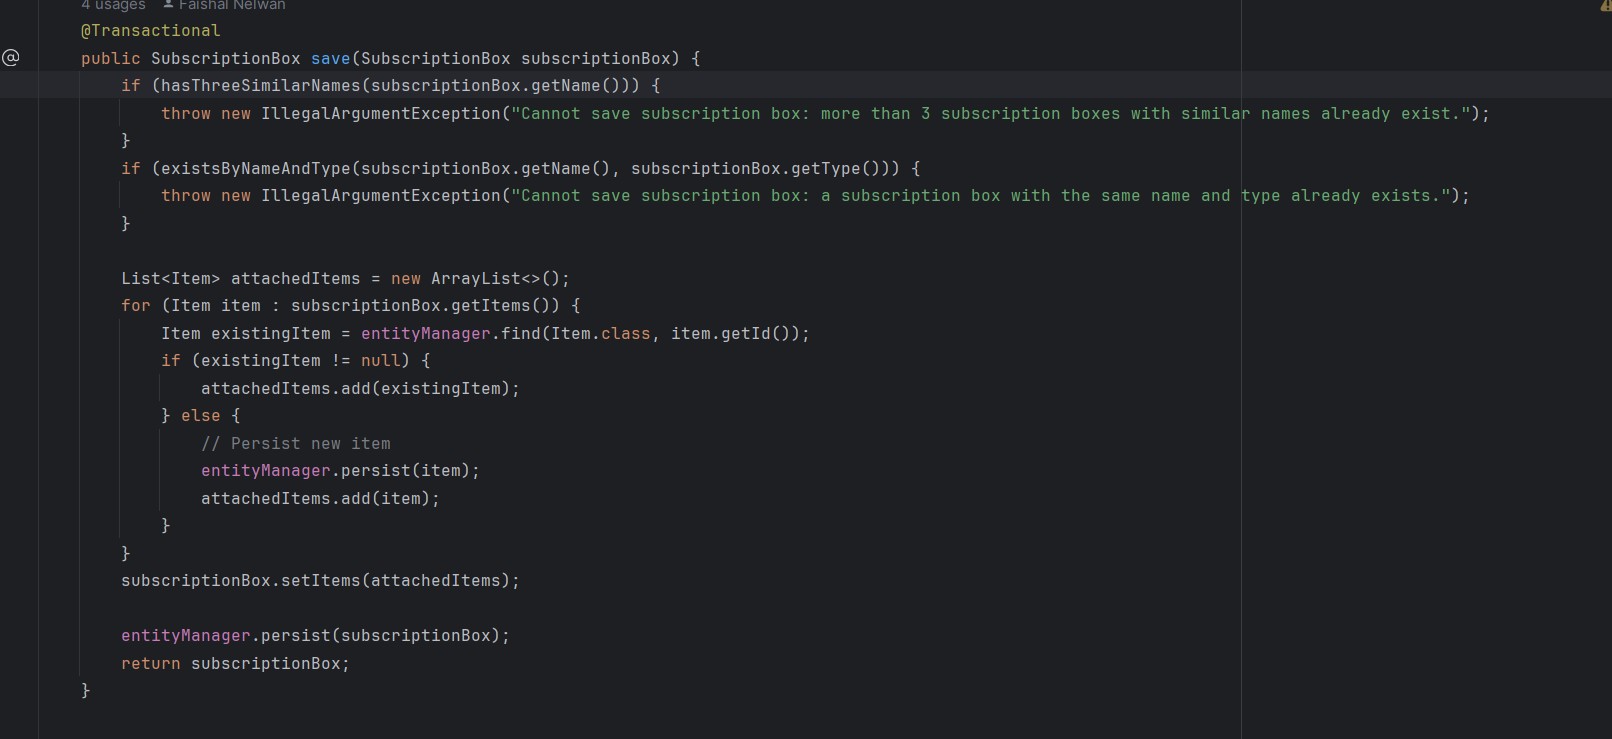 4 usages Faishal Nelwan
@Transactional
public SubscriptionBox save(SubscriptionBox subscriptionBox) {
    if (hasThreeSimilarNames(subscriptionBox.getName())) {
        throw new IllegalArgumentException("Cannot save subscription box: more than 3 subscription boxes with similar names already exist.");
    }
    if (existsByNameAndType(subscriptionBox.getName(), subscriptionBox.getType())) {
        throw new IllegalArgumentException("Cannot save subscription box: a subscription box with the same name and type already exists.");
    }

    List<Item> attachedItems = new ArrayList<>();
    for (Item item : subscriptionBox.getItems()) {
        Item existingItem = entityManager.find(Item.class, item.getId());
        if (existingItem != null) {
            attachedItems.add(existingItem);
        } else {
            // Persist new item
            entityManager.persist(item);
            attachedItems.add(item);
        }
    }
    subscriptionBox.setItems(attachedItems);

    entityManager.persist(subscriptionBox);
    return subscriptionBox;
}